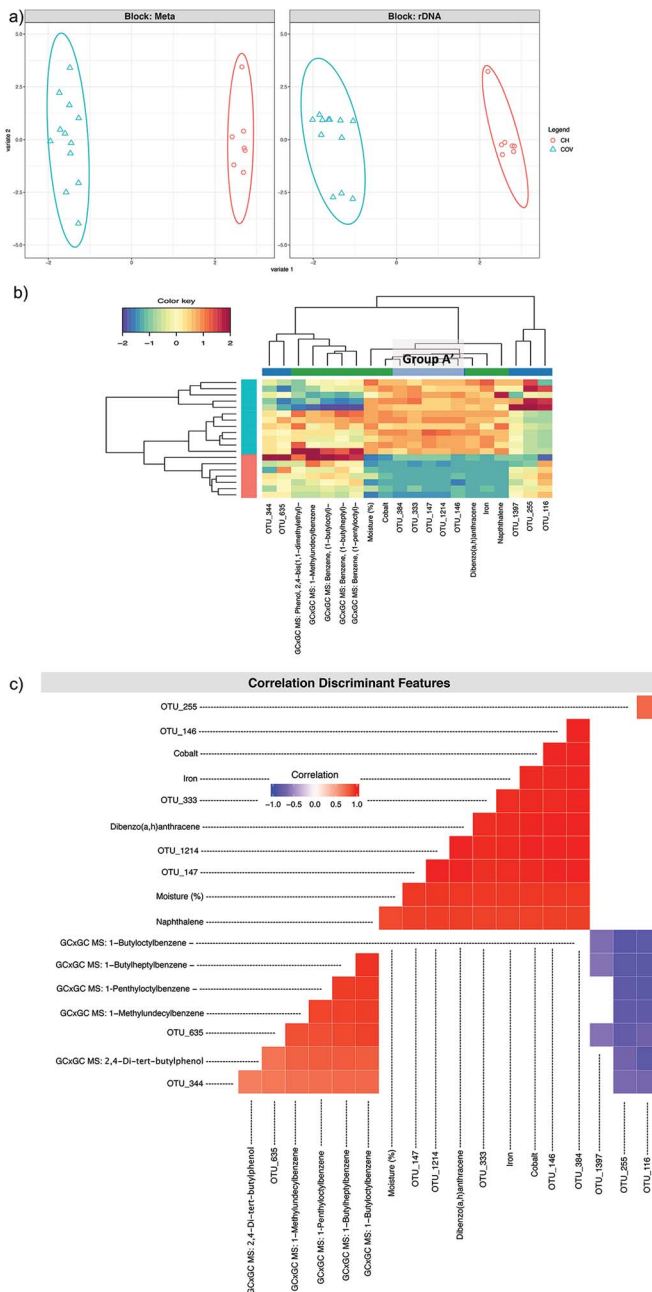 a)
Block: Meta
Block: rDNA
5.0
2.5
0.0
-2.5
-5.0
variate 2
-2
0
2
-2
0
2
variate 1
Legend
CH
COV
b)
Color key
-2 -1 0 1 2
Group A'
OTU_344
OTU_635
GCxGC MS: Phenol, 2,4-bis(1,1-dimethylethyl)-
GCxGC MS: 1-Methylundecylbenzene
GCxGC MS: Benzene, (1-butyloctyl)-
GCxGC MS: Benzene, (1-butylheptyl)-
GCxGC MS: Benzene, (1-pentyloctyl)-
Moisture (%)
Cobalt
OTU_384
OTU_333
OTU_147
OTU_1214
OTU_146
Dibenzo(a,h)anthracene
Iron
Napthhalene
OTU_1397
OTU_255
OTU_116
c)
Correlation Discriminant Features
OTU_255
OTU_146
Cobalt
Iron
Correlation
-1.0 -0.5 0.0 0.5 1.0
OTU_333
Dibenzo(a,h)anthracene
OTU_1214
OTU_147
Moisture (%)
Naphthalene
GCxGC MS: 1-Butyloctylbenzene
GCxGC MS: 1-Butylheptylbenzene
GCxGC MS: 1-Penthyloctylbenzene
GCxGC MS: 1-Methylundecylbenzene
OTU_635
GCxGC MS: 2,4-Di-tert-butylphenol
OTU_344
GCxGC MS: 2,4-Di-tert-butylphenol
OTU_635
GCxGC MS: 1-Methylundecylbenzene
GCxGC MS: 1-Penthyloctylbenzene
GCxGC MS: 1-Butylheptylbenzene
GCxGC MS: 1-Butyloctylbenzene
Moisture (%)
OTU_147
OTU_1214
Dibenzo(a,h)anthracene
OTU_333
Iron
Cobalt
OTU_146
OTU_384
OTU_1397
OTU_255
OTU_116